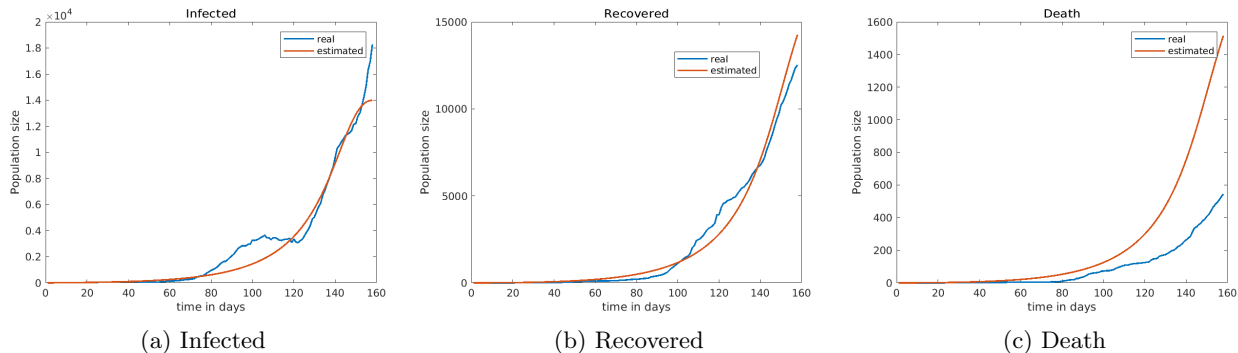 Infected
×10⁴
2
1.8
1.6
1.4
1.2
1
0.8
0.6
0.4
0.2
0
Population size
real
estimated
0 20 40 60 80 100 120 140 160
time in days
(a) Infected
Recovered
15000
10000
5000
0
Population size
real
estimated
0 20 40 60 80 100 120 140 160
time in days
(b) Recovered
Death
1600
1400
1200
1000
800
600
400
200
0
Population size
real
estimated
0 20 40 60 80 100 120 140 160
time in days
(c) Death